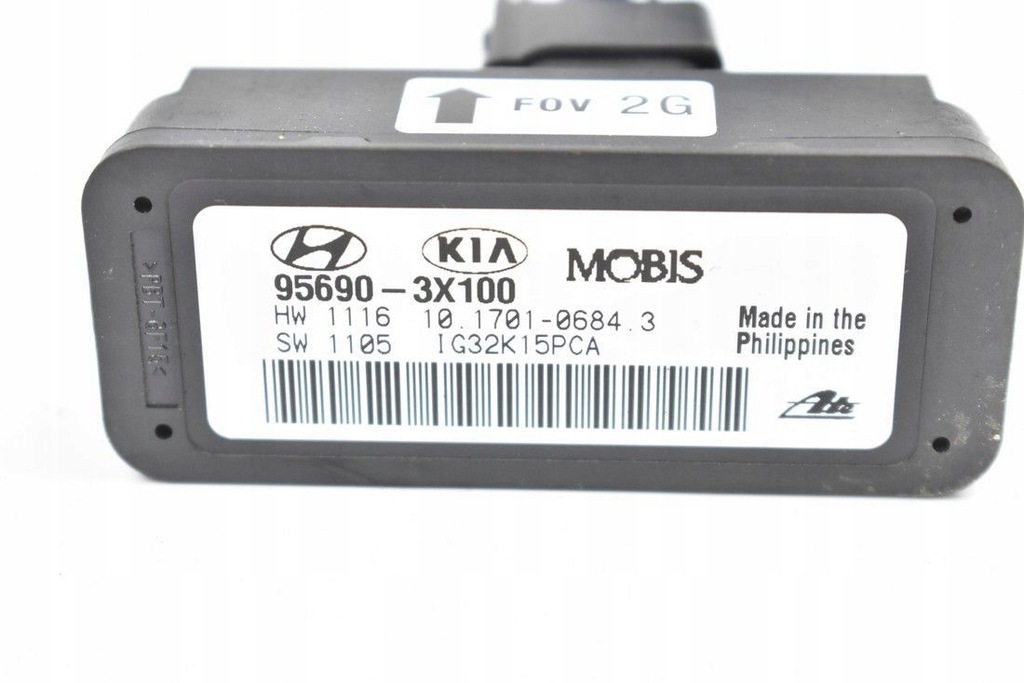 FOV 2G
KIA MOBIS
95690-3X100
HW 1116 10.1701-0684.3
SW 1105 IG32K15PCA
Made in the
Philippines
Ate